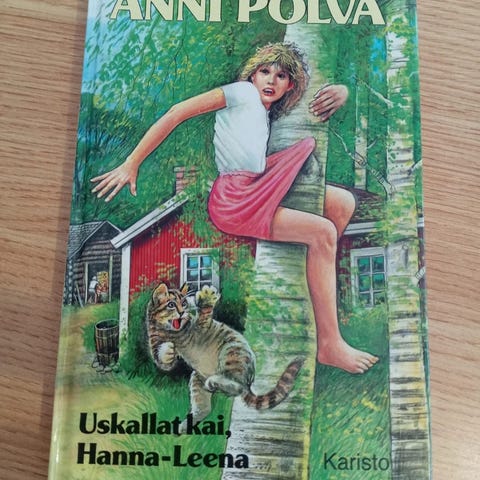 ANNI POLVA
Uskallat kai,
Hanna-Leena
Karisto